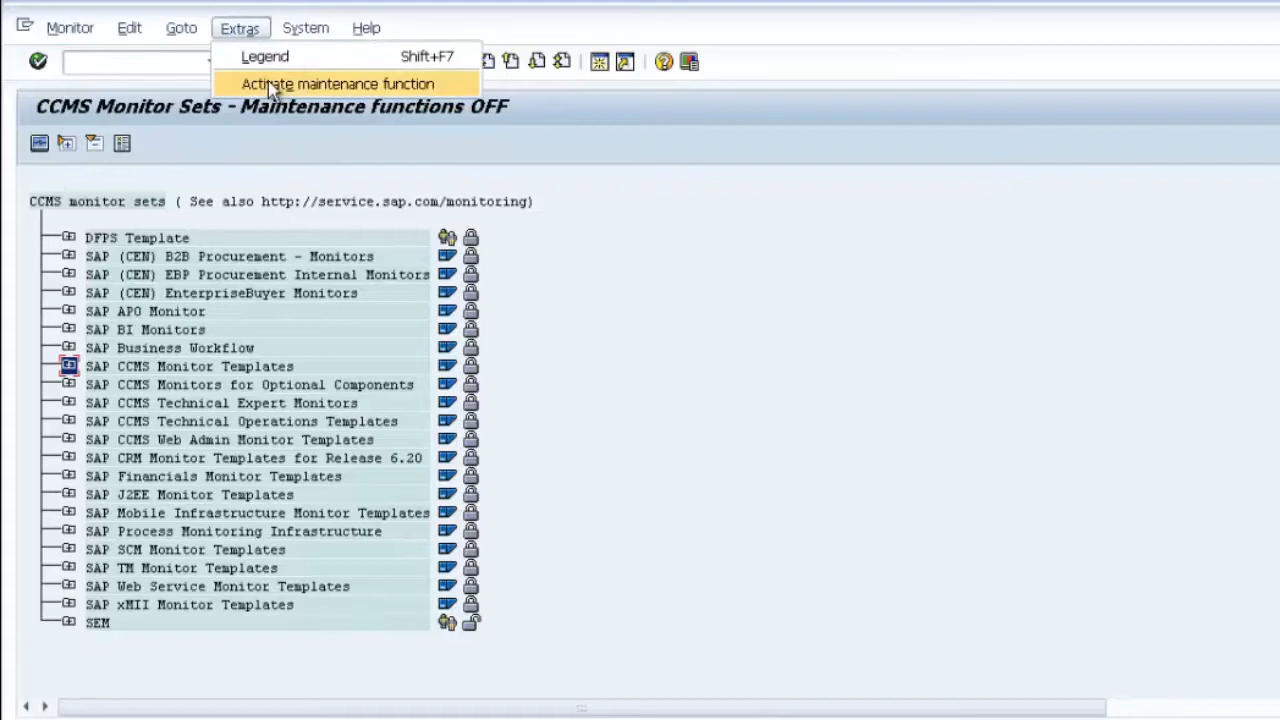 Monitor Edit Goto Extras System Help
Legend Shift+F7
Activate maintenance function
CCMS Monitor Sets - Maintenance functions OFF
CCMS monitor sets ( See also http://service.sap.com/monitoring)
DFPS Template
SAP (CEN) B2B Procurement - Monitors
SAP (CEN) EBP Procurement Internal Monitors
SAP (CEN) EnterpriseBuyer Monitors
SAP APO Monitor
SAP BI Monitors
SAP Business Workflow
SAP CCMS Monitor Templates
SAP CCMS Monitors for Optional Components
SAP CCMS Technical Expert Monitors
SAP CCMS Technical Operations Templates
SAP CCMS Web Admin Monitor Templates
SAP CRM Monitor Templates for Release 6.20
SAP Financials Monitor Templates
SAP J2EE Monitor Templates
SAP Mobile Infrastructure Monitor Templates
SAP Process Monitoring Infrastructure
SAP SCM Monitor Templates
SAP TM Monitor Templates
SAP Web Service Monitor Templates
SAP xMII Monitor Templates
SEM